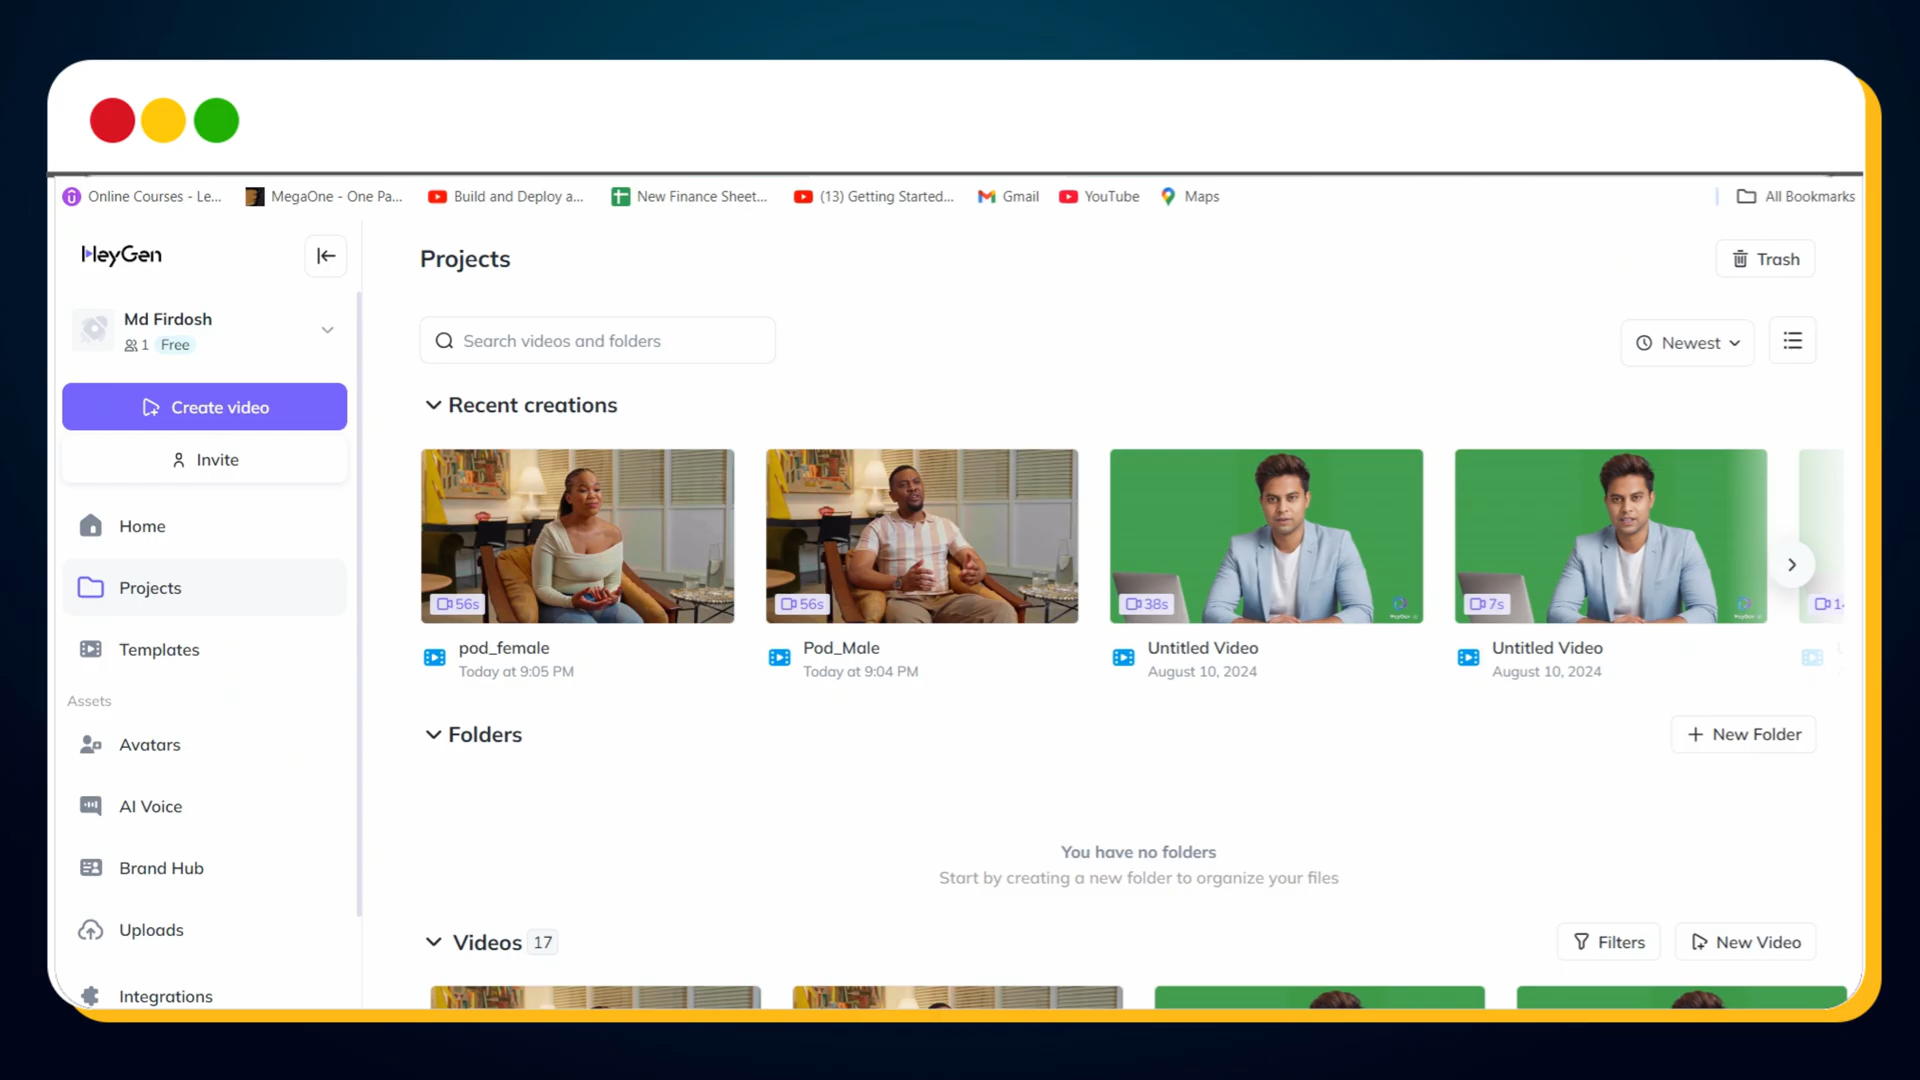 Online Courses - Le...
MegaOne - One Pa...
Build and Deploy a...
New Finance Sheet...
(13) Getting Started...
Gmail
YouTube
Maps
All Bookmarks
HeyGen
Md Firdosh
1 Free
Create video
Invite
Home
Projects
Templates
Assets
Avatars
AI Voice
Brand Hub
Uploads
Integrations
Projects
Trash
Search videos and folders
Newest
Recent creations
56s
56s
38s
7s
pod_female
Today at 9:05 PM
Pod_Male
Today at 9:04 PM
Untitled Video
August 10, 2024
Untitled Video
August 10, 2024
Folders
New Folder
You have no folders
Start by creating a new folder to organize your files
Videos 17
Filters
New Video